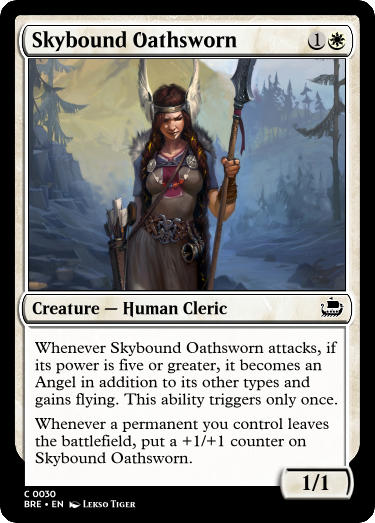 Skybound Oathsworn 1
Creature — Human Cleric
Whenever Skybound Oathsworn attacks, if
its power is five or greater, it becomes an
Angel in addition to its other types and
gains flying. This ability triggers only once.
Whenever a permanent you control leaves
the battlefield, put a +1/+1 counter on
Skybound Oathsworn.
1/1
C 0030
BRE • EN Lekso Tiger